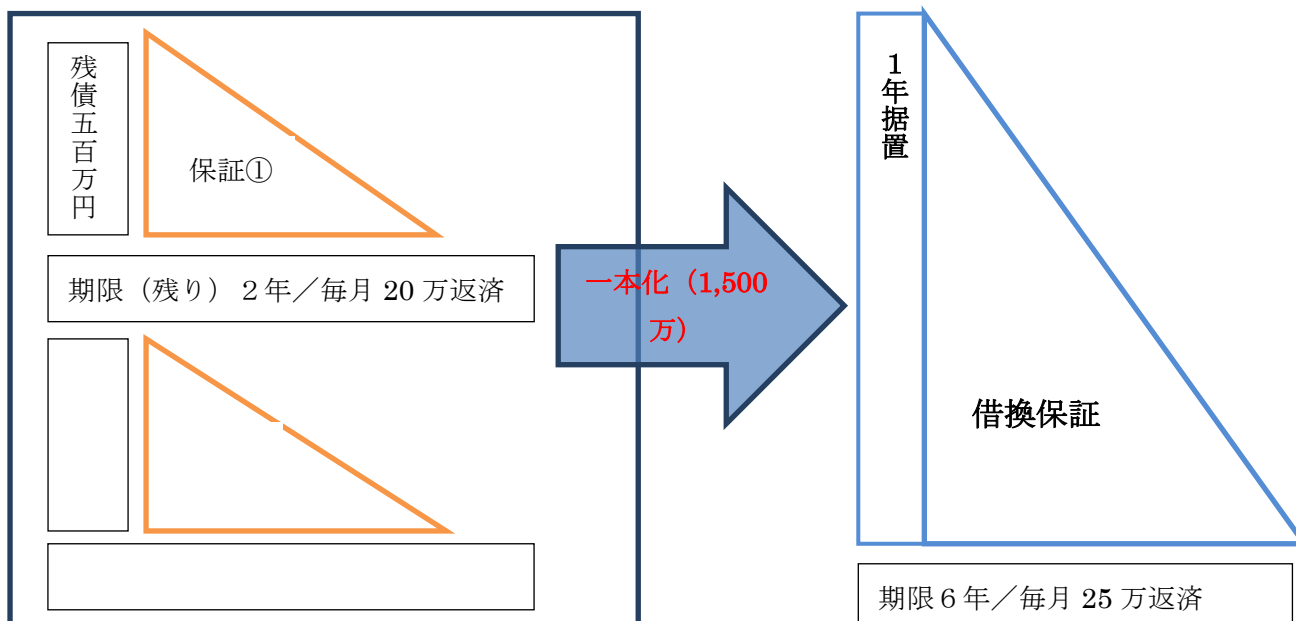 残債五百万円
保証①
期限（残り）２年／毎月 20 万返済
一本化（1,500
万）
１年据置
借換保証
期限６年／毎月 25 万返済